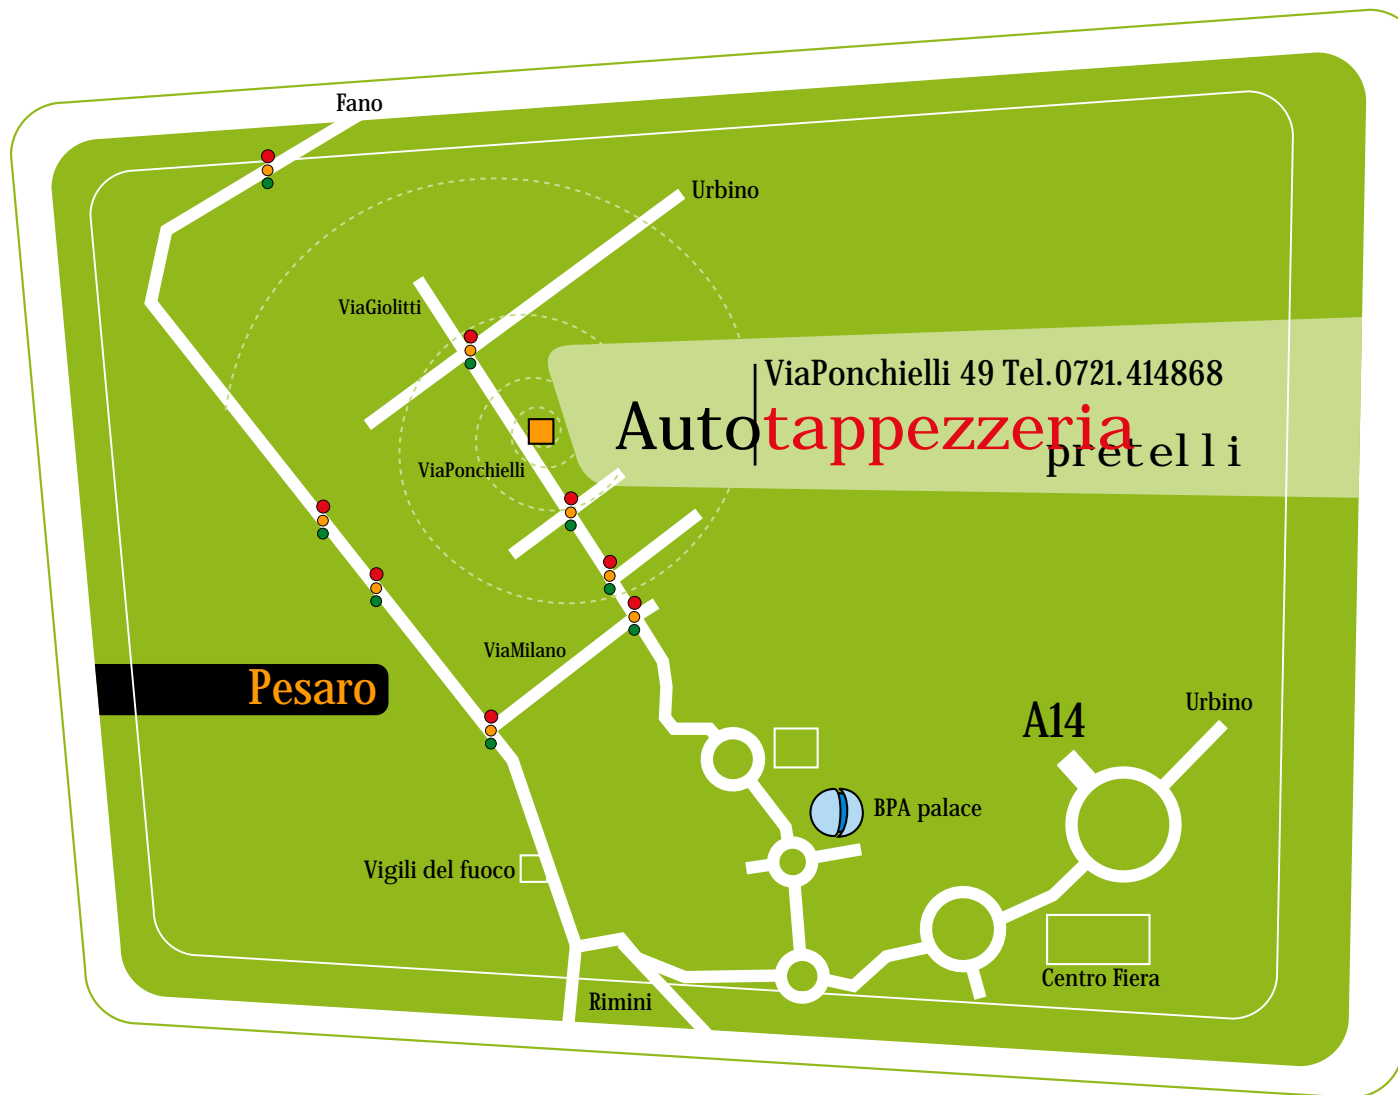 Fano
Urbino
ViaGiolitti
ViaPonchielli 49 Tel.0721.414868
Autotappezzeria
pretelli
ViaPonchielli
ViaMilano
Pesaro
Urbino
A14
BPA palace
Vigili del fuoco
Centro Fiera
Rimini